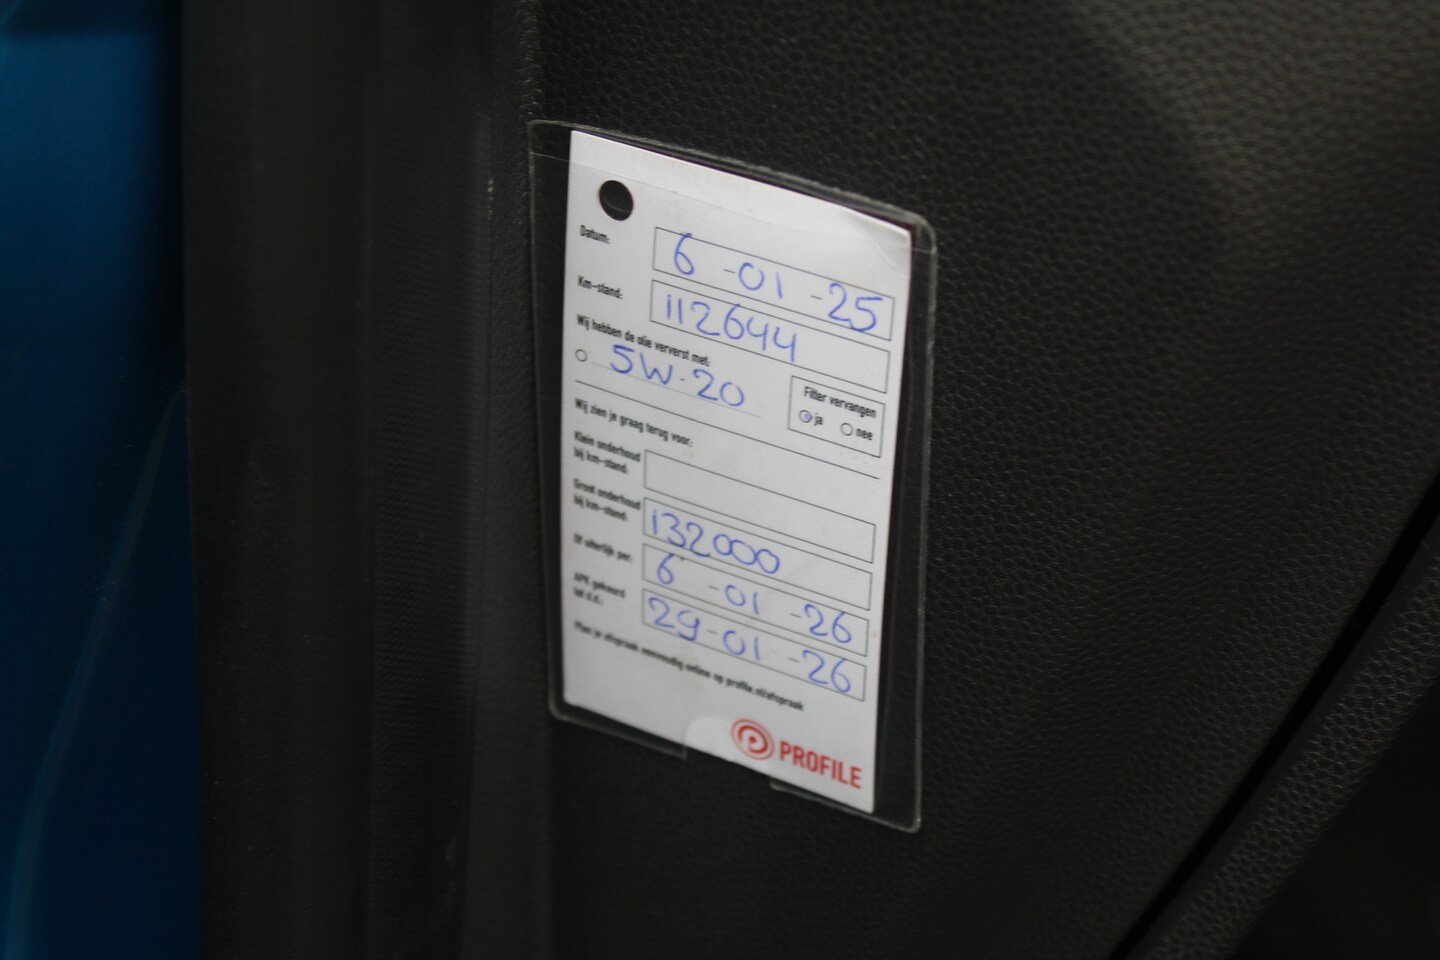 Datum: 6-01-25
Km-stand: 112644
Wij hebben de olie ververst met:
5W-20
Filter vervangen
ja nee
Wij zien je graag terug voor:
Klein onderhoud
bij km-stand:
Groot onderhoud
bij km-stand: 132000
Of uiterlijk per: 6-01-26
APK gekeurd
tot d.d.: 29-01-26
Plan je afspraak eenvoudig online op profile.nl/afspraak
PROFILE